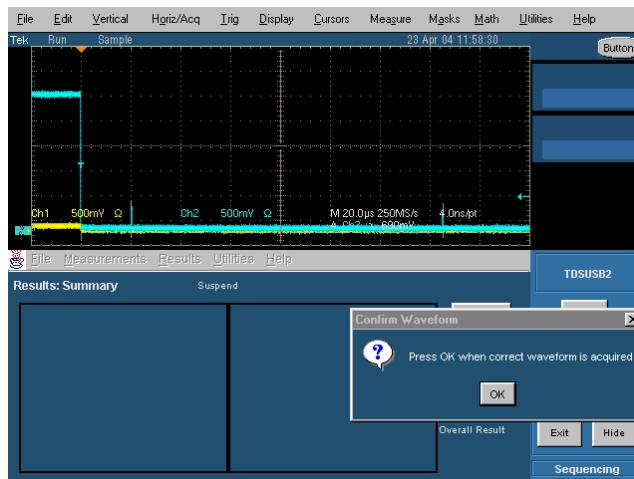 File Edit Vertical Horiz/Acq Trig Display Cursors Measure Masks Math Utilities Help
Tek Run Sample 23 Apr 04 11:58:30
Button
Ch1 500mV Ω Ch2 500mV Ω M 20.0µs 250MS/s 4.0ns/pt
690mV
File Measurements Results Utilities Help
TDSUSB2
Results: Summary Suspend
Confirm Waveform
Press OK when correct waveform is acquired
OK
Overall Result
Exit Hide
Sequencing